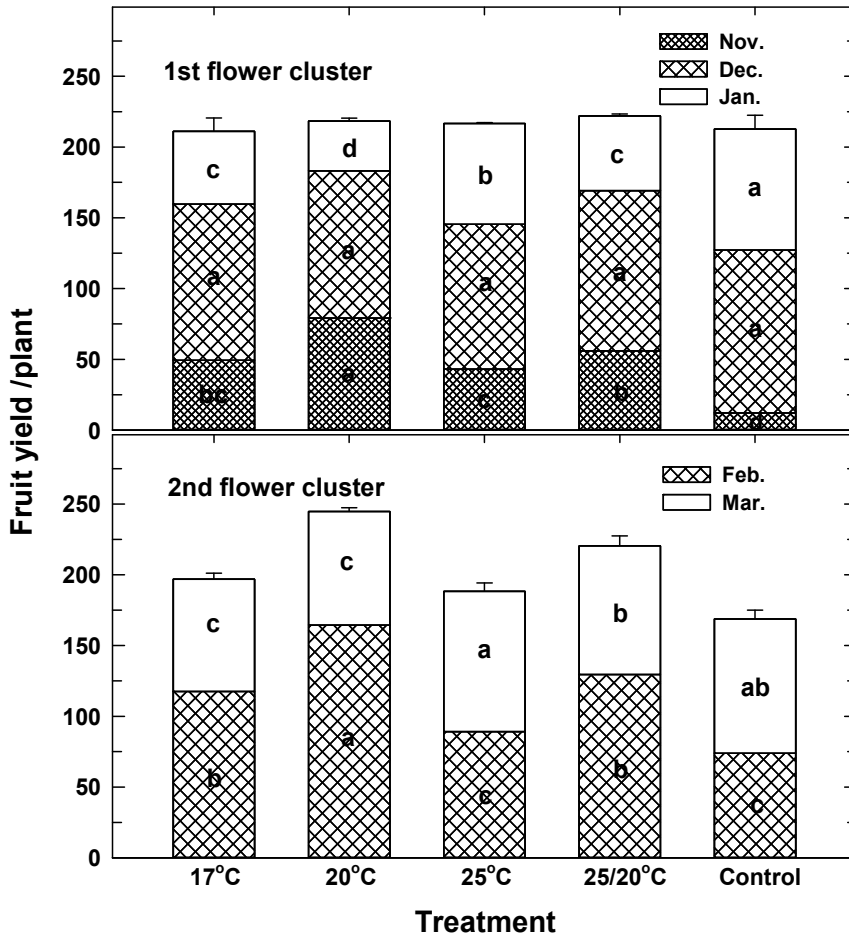 Nov.
Dec.
Jan.
1st flower cluster
250
200
150
100
50
0
c d b c a
a a a a a
bc a c b d
Fruit yield /plant
Feb.
Mar.
2nd flower cluster
250
200
150
100
50
0
c c a b ab
b a c b c
17°C 20°C 25°C 25/20°C Control
Treatment